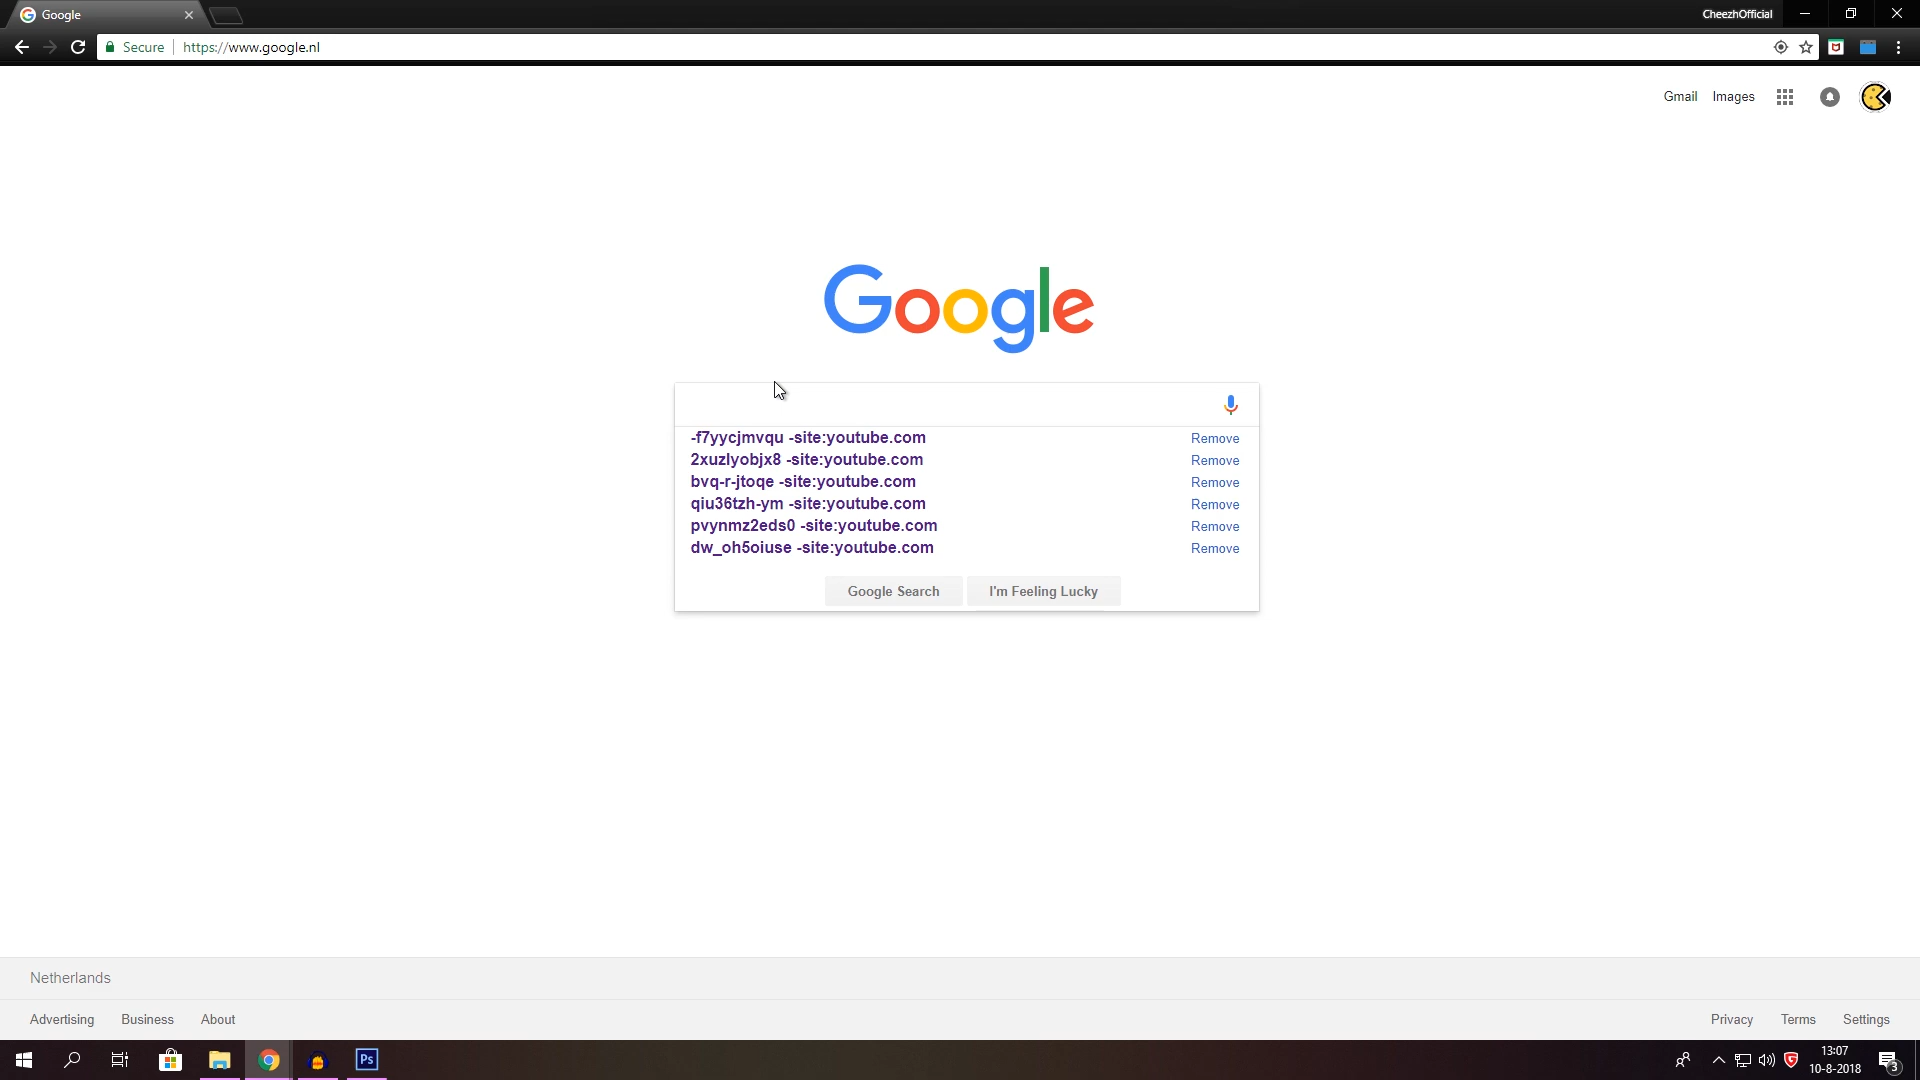 Google
CheezhOfficial
Secure https://www.google.nl
Gmail Images
Google
-f7yycjmvqu -site:youtube.com Remove
2xuzlyobjx8 -site:youtube.com Remove
bvq-r-jtoqe -site:youtube.com Remove
qiu36tzh-ym -site:youtube.com Remove
pvynmz2eds0 -site:youtube.com Remove
dw_oh5oiuse -site:youtube.com Remove
Google Search I'm Feeling Lucky
Netherlands
Advertising Business About Privacy Terms Settings
Ps
13:07
10-8-2018
3